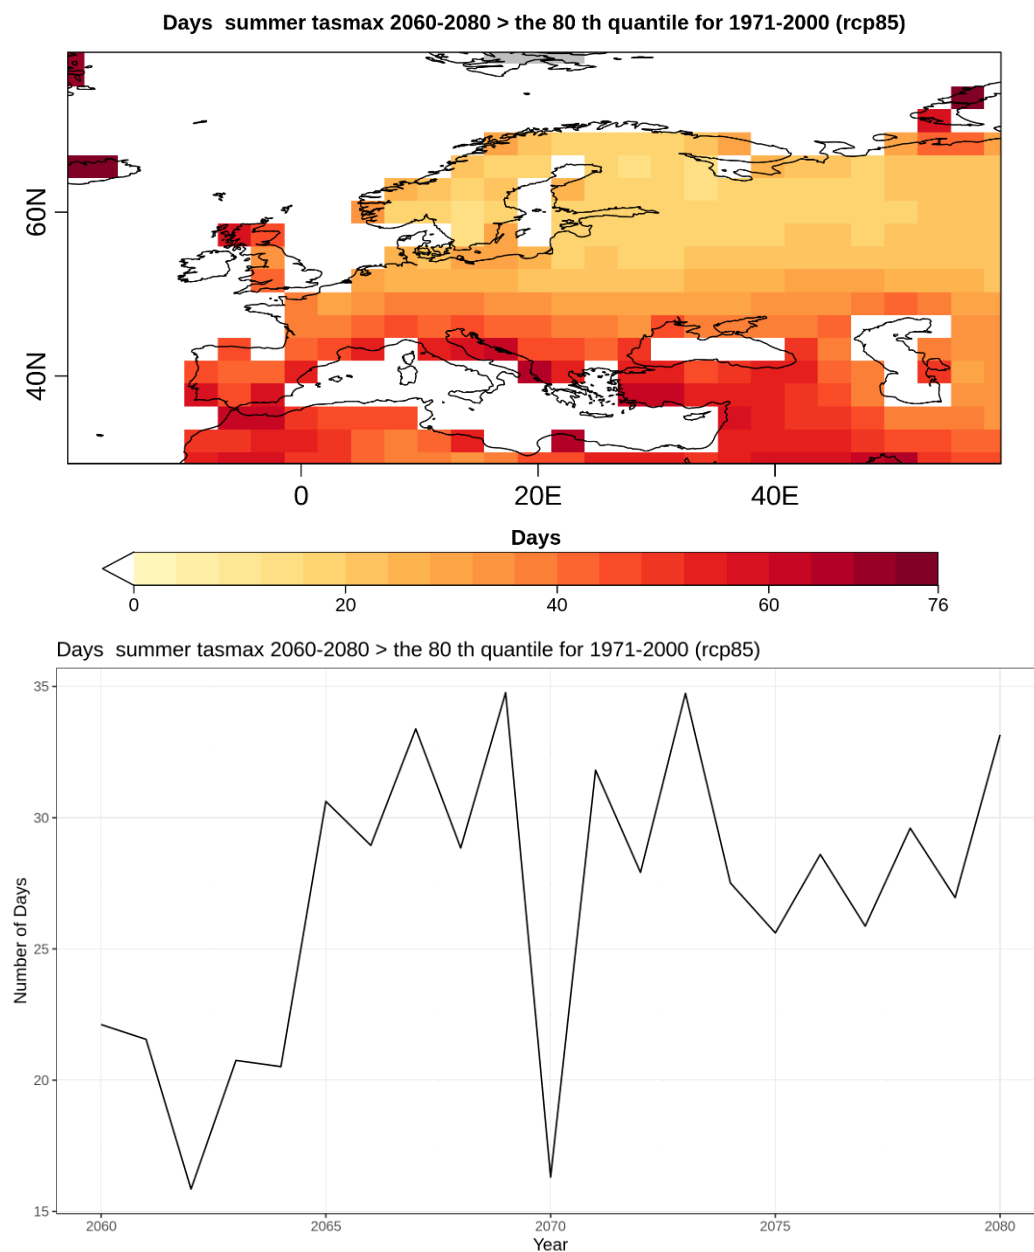 Days  summer tasmax 2060-2080 > the 80 th quantile for 1971-2000 (rcp85)
60N
40N
0 20E 40E
Days
0 20 40 60 76
Days  summer tasmax 2060-2080 > the 80 th quantile for 1971-2000 (rcp85)
35
30
25
20
15
Number of Days
2060 2065 2070 2075 2080
Year